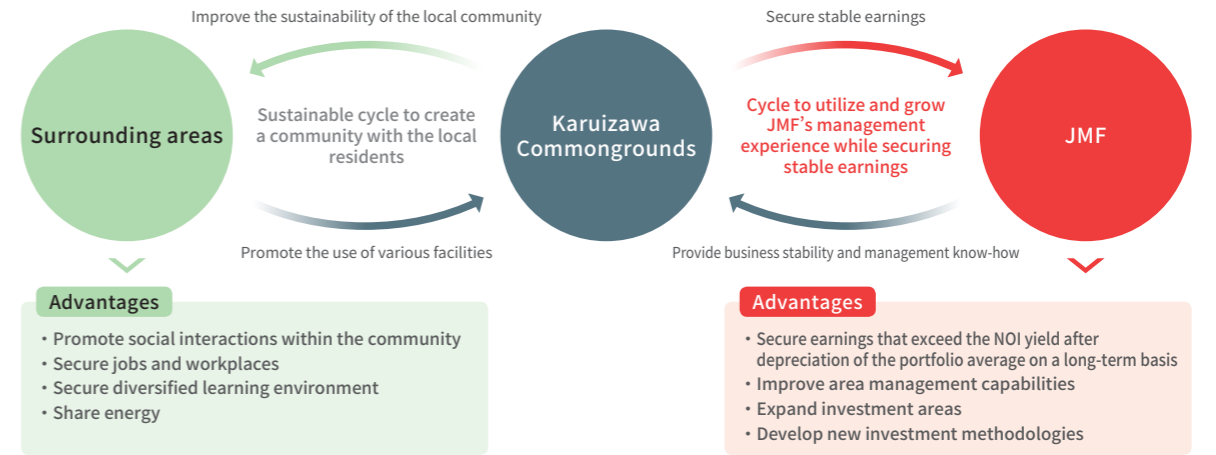 Improve the sustainability of the local community
Secure stable earnings
Surrounding areas
Sustainable cycle to create
a community with the local
residents
Karuizawa
Commongrounds
Cycle to utilize and grow
JMF's management
experience while securing
stable earnings
JMF
Promote the use of various facilities
Provide business stability and management know-how
Advantages
・Promote social interactions within the community
・Secure jobs and workplaces
・Secure diversified learning environment
・Share energy
Advantages
・Secure earnings that exceed the NOI yield after
depreciation of the portfolio average on a long-term basis
・Improve area management capabilities
・Expand investment areas
・Develop new investment methodologies